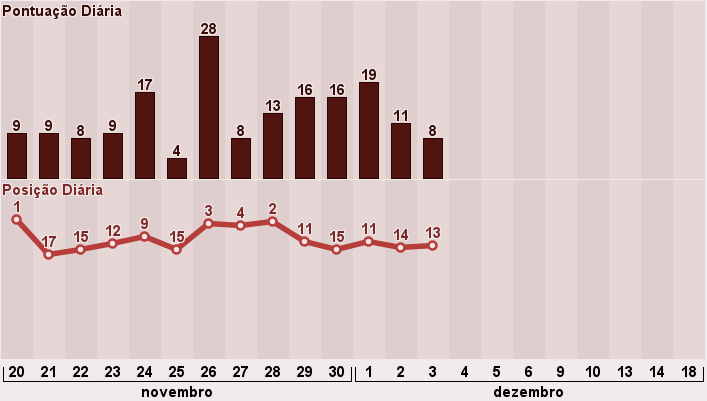 Pontuação Diária
9 9 8 9 17 4 28 8 13 16 16 19 11 8
Posição Diária
1 17 15 12 9 15 3 4 2 11 15 11 14 13
20 21 22 23 24 25 26 27 28 29 30 1 2 3 4 5 6 9 10 13 14 18
novembro dezembro